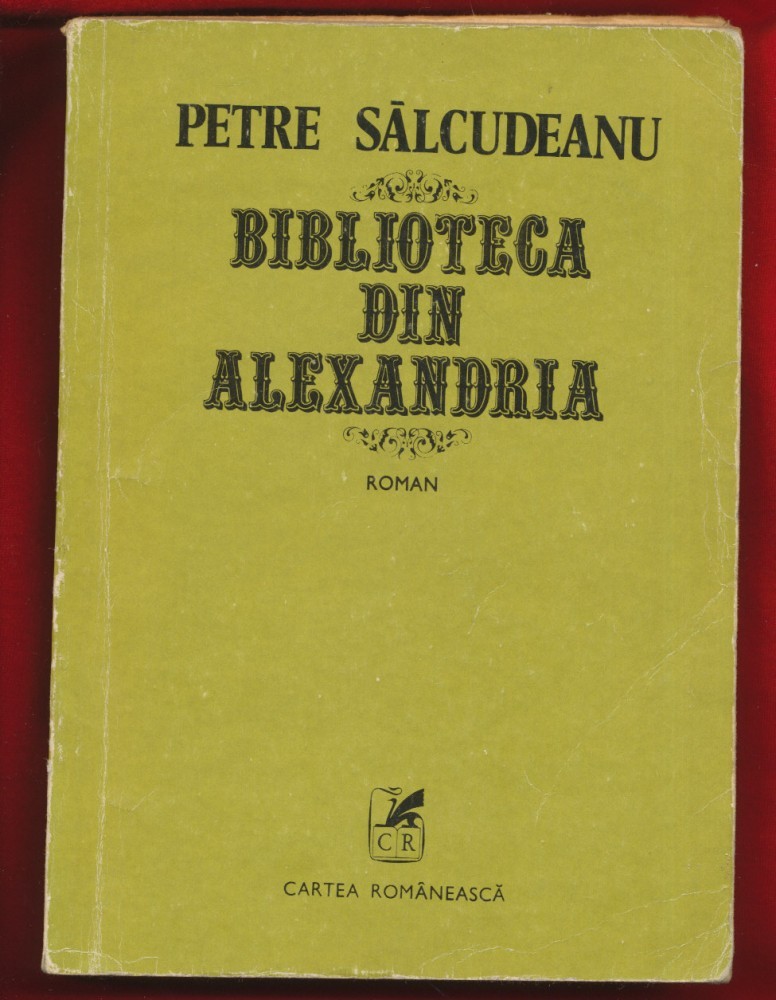 PETRE SĂLCUDEANU
BIBLIOTECA
DIN
ALEXANDRIA
ROMAN
CR
CARTEA ROMÂNEASCĂ